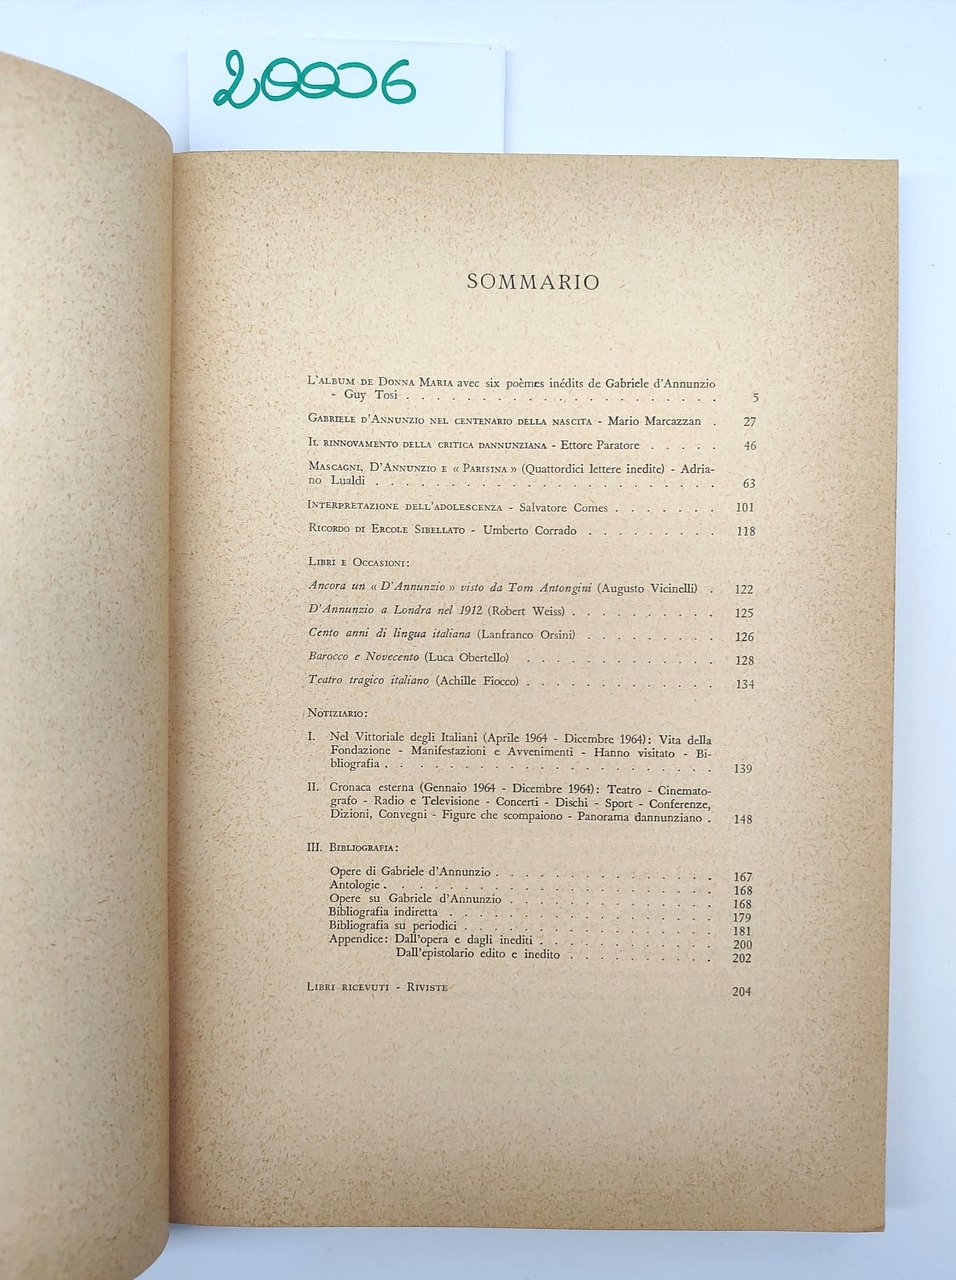 20006
SOMMARIO
L'ALBUM DE DONNA MARIA avec six poèmes inédits de Gabriele d'Annunzio
- Guy Tosi . . . . . . . . . . . . . . . . . . 5
GABRIELE D'ANNUNZIO NEL CENTENARIO DELLA NASCITA - Mario Marcazzan . 27
IL RINNOVAMENTO DELLA CRITICA DANNUNZIANA - Ettore Paratore . . . . . 46
MASCAGNI, D'ANNUNZIO E « PARISINA » (Quattordici lettere inedite) - Adria-
no Lualdi . . . . . . . . . . . . . . . . . . . 63
INTERPRETAZIONE DELL'ADOLESCENZA - Salvatore Comes . . . . . . . 101
RICORDO DI ERCOLE SIBELLATO - Umberto Corrado . . . . . . . . . 118
LIBRI E OCCASIONI:
Ancora un « D'Annunzio » visto da Tom Antongini (Augusto Vicinelli) . 122
D'Annunzio a Londra nel 1912 (Robert Weiss) . . . . . . . . . . 125
Cento anni di lingua italiana (Lanfranco Orsini) . . . . . . . . . 126
Barocco e Novecento (Luca Obertello) . . . . . . . . . . . . 128
Teatro tragico italiano (Achille Fiocco) . . . . . . . . . . . . 134
NOTIZIARIO:
I. Nel Vittoriale degli Italiani (Aprile 1964 - Dicembre 1964): Vita della
Fondazione - Manifestazioni e Avvenimenti - Hanno visitato - Bi-
bliografia . . . . . . . . . . . . . . . . . . 139
II. Cronaca esterna (Gennaio 1964 - Dicembre 1964): Teatro - Cinemato-
grafo - Radio e Televisione - Concerti - Dischi - Sport - Conferenze,
Dizioni, Convegni - Figure che scompaiono - Panorama dannunziano . 148
III. BIBLIOGRAFIA:
Opere di Gabriele d'Annunzio . . . . . . . . . . . . . 167
Antologie . . . . . . . . . . . . . . . . . . 168
Opere su Gabriele d'Annunzio . . . . . . . . . . . . . 168
Bibliografia indiretta . . . . . . . . . . . . . . . 179
Bibliografia su periodici . . . . . . . . . . . . . . 181
Appendice: Dall'opera e dagli inediti . . . . . . . . . . . 200
Dall'epistolario edito e inedito . . . . . . . . . . 202
LIBRI RICEVUTI - RIVISTE 204